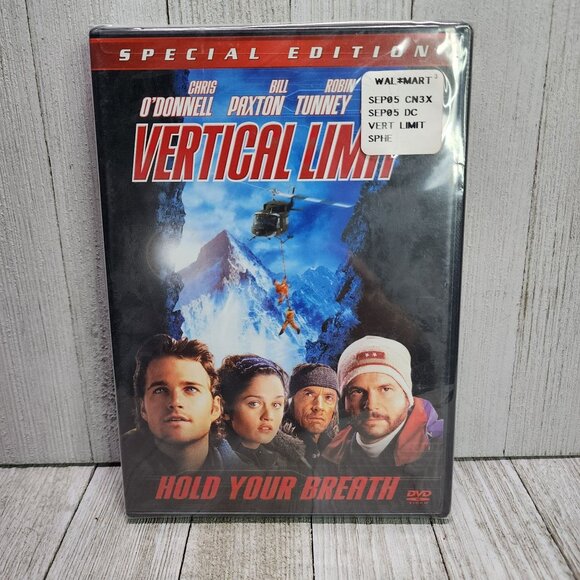 SPECIAL EDITION
CHRIS O'DONNELL
BILL PAXTON
ROBIN TUNNEY
WAL*MART
SEP05 CN3X
SEP05 DC
VERT LIMIT
SPHE
VERTICAL LIMIT
HOLD YOUR BREATH
DVD